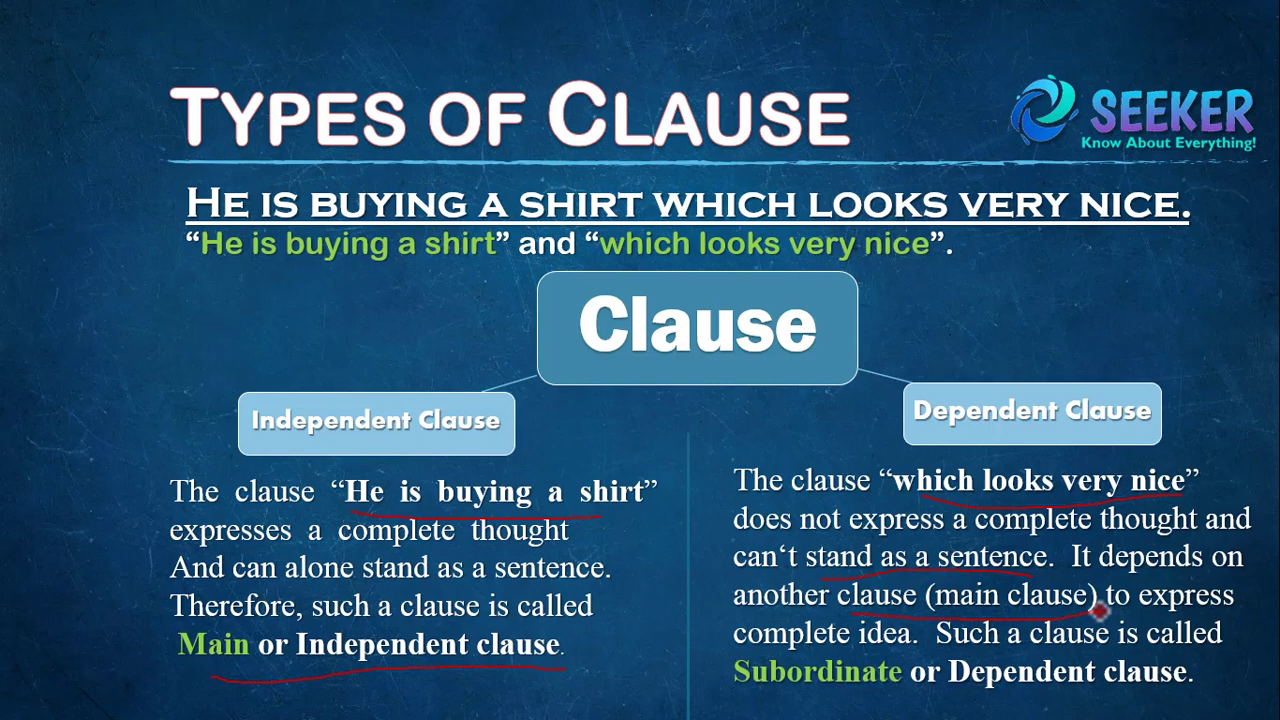 TYPES OF CLAUSE
SEEKER
Know About Everything!
HE IS BUYING A SHIRT WHICH LOOKS VERY NICE.
“He is buying a shirt” and “which looks very nice”.
Clause
Independent Clause
Dependent Clause
The clause “He is buying a shirt”
expresses a complete thought
And can alone stand as a sentence.
Therefore, such a clause is called
Main or Independent clause.
The clause “which looks very nice”
does not express a complete thought and
can‘t stand as a sentence. It depends on
another clause (main clause) to express
complete idea. Such a clause is called
Subordinate or Dependent clause.